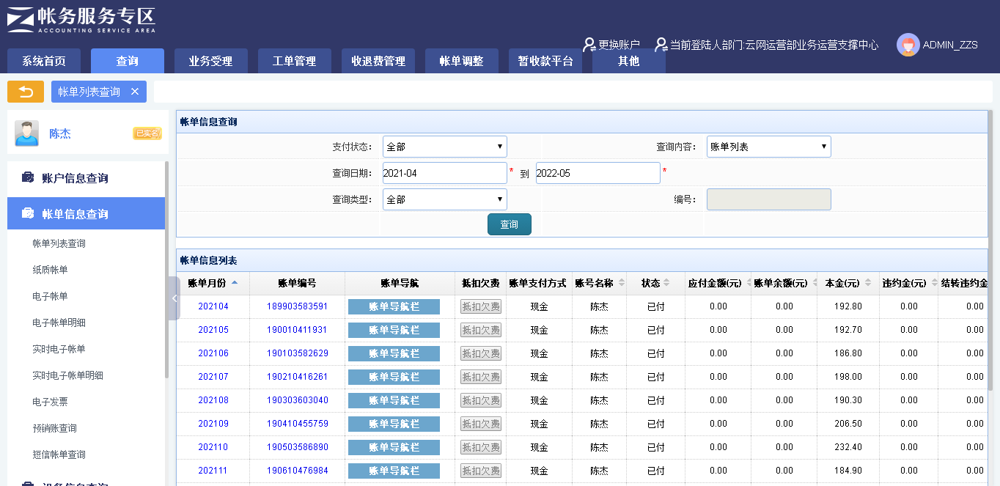 帐务服务专区
ACCOUNTING SERVICE AREA
更换账户 当前登陆人部门:云网运营部业务运营支撑中心 ADMIN_ZZS
系统首页 查询 业务受理 工单管理 收退费管理 帐单调整 暂收款平台 其他
帐单列表查询 ×
陈杰 已实名
账户信息查询
帐单信息查询
帐单列表查询
纸质帐单
电子帐单
电子帐单明细
实时电子帐单
实时电子帐单明细
电子发票
预销账查询
短信帐单查询
设备信息查询
帐单信息查询
支付状态: 全部 查询内容: 账单列表
查询日期: 2021-04 * 到 2022-05 *
查询类型: 全部 编号:
查询
帐单信息列表
账单月份 账单编号 账单导航 抵扣欠费 账单支付方式 账号名称 状态 应付金额(元) 账单余额(元) 本金(元) 违约金(元) 结转违约金
202104 189903583591 账单导航栏 抵扣欠费 现金 陈杰 已付 0.00 0.00 192.80 0.00 0.00
202105 190010411931 账单导航栏 抵扣欠费 现金 陈杰 已付 0.00 0.00 192.70 0.00 0.00
202106 190103582629 账单导航栏 抵扣欠费 现金 陈杰 已付 0.00 0.00 186.80 0.00 0.00
202107 190210416261 账单导航栏 抵扣欠费 现金 陈杰 已付 0.00 0.00 198.00 0.00 0.00
202108 190303603040 账单导航栏 抵扣欠费 现金 陈杰 已付 0.00 0.00 190.30 0.00 0.00
202109 190410455759 账单导航栏 抵扣欠费 现金 陈杰 已付 0.00 0.00 206.50 0.00 0.00
202110 190503586890 账单导航栏 抵扣欠费 现金 陈杰 已付 0.00 0.00 232.40 0.00 0.00
202111 190610476984 账单导航栏 抵扣欠费 现金 陈杰 已付 0.00 0.00 184.90 0.00 0.00